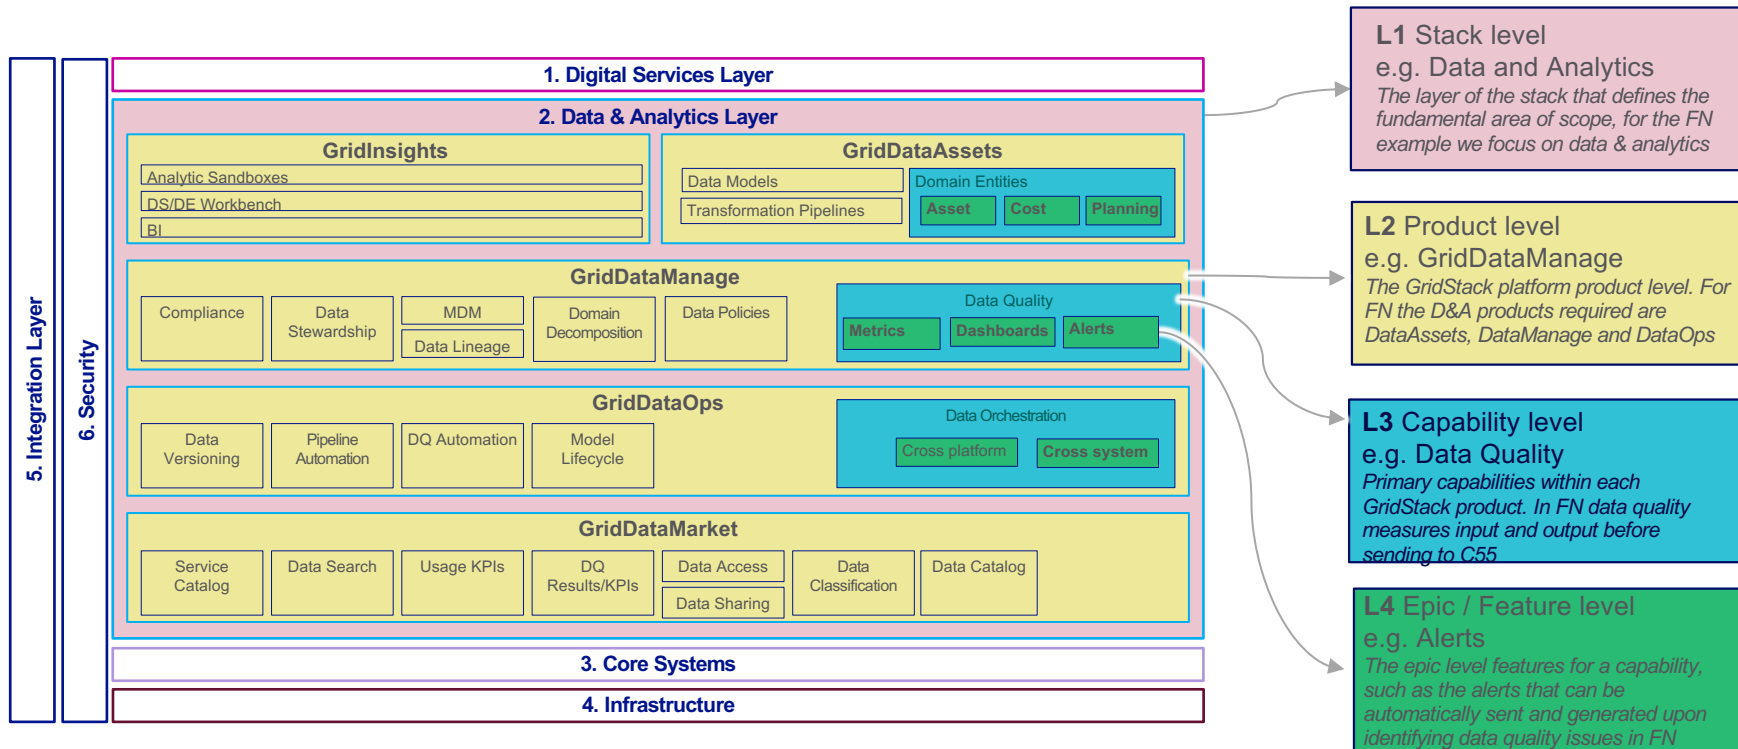 5. Integration Layer
6. Security
1. Digital Services Layer
2. Data & Analytics Layer
GridInsights
Analytic Sandboxes
DS/DE Workbench
BI
GridDataAssets
Data Models
Transformation Pipelines
Domain Entities
Asset
Cost
Planning
GridDataManage
Compliance
Data
Stewardship
MDM
Data Lineage
Domain
Decomposition
Data Policies
Data Quality
Metrics
Dashboards
Alerts
GridDataOps
Data
Versioning
Pipeline
Automation
DQ Automation
Model
Lifecycle
Data Orchestration
Cross platform
Cross system
GridDataMarket
Service
Catalog
Data Search
Usage KPIs
DQ
Results/KPIs
Data Access
Data Sharing
Data
Classification
Data Catalog
3. Core Systems
4. Infrastructure
L1 Stack level
e.g. Data and Analytics
The layer of the stack that defines the
fundamental area of scope, for the FN
example we focus on data & analytics
L2 Product level
e.g. GridDataManage
The GridStack platform product level. For
FN the D&A products required are
DataAssets, DataManage and DataOps
L3 Capability level
e.g. Data Quality
Primary capabilities within each
GridStack product. In FN data quality
measures input and output before
sending to C55
L4 Epic / Feature level
e.g. Alerts
The epic level features for a capability,
such as the alerts that can be
automatically sent and generated upon
identifying data quality issues in FN